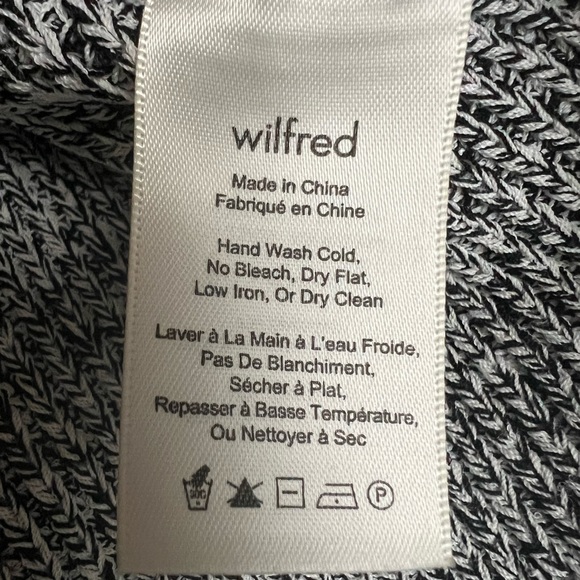 wilfred
Made in China
Fabriqué en Chine
Hand Wash Cold,
No Bleach, Dry Flat,
Low Iron, Or Dry Clean
Laver à La Main à L'eau Froide,
Pas De Blanchiment,
Sécher à Plat,
Repasser à Basse Température,
Ou Nettoyer à Sec
P